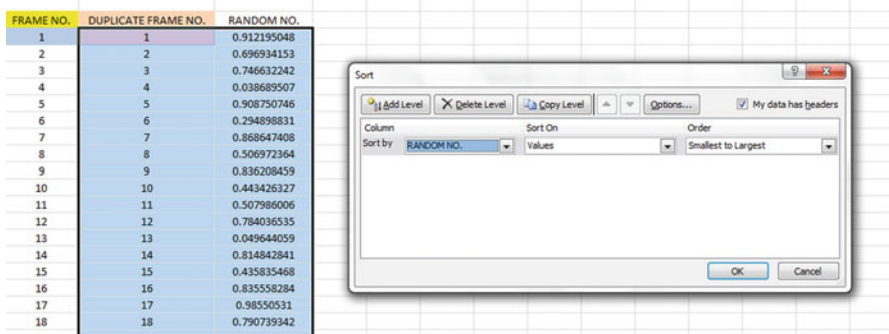 FRAME NO. DUPLICATE FRAME NO. RANDOM NO.
1 1 0.912195048
2 2 0.696934153
3 3 0.746632242
4 4 0.038689507
5 5 0.908750746
6 6 0.294898831
7 7 0.868647408
8 8 0.506972364
9 9 0.836208459
10 10 0.443426327
11 11 0.507986006
12 12 0.784036535
13 13 0.049644059
14 14 0.814842841
15 15 0.435835468
16 16 0.835558284
17 17 0.98550531
18 18 0.790739342
Sort
Add Level Delete Level Copy Level Options... My data has headers
Column Sort On Order
Sort by RANDOM NO. Values Smallest to Largest
OK Cancel